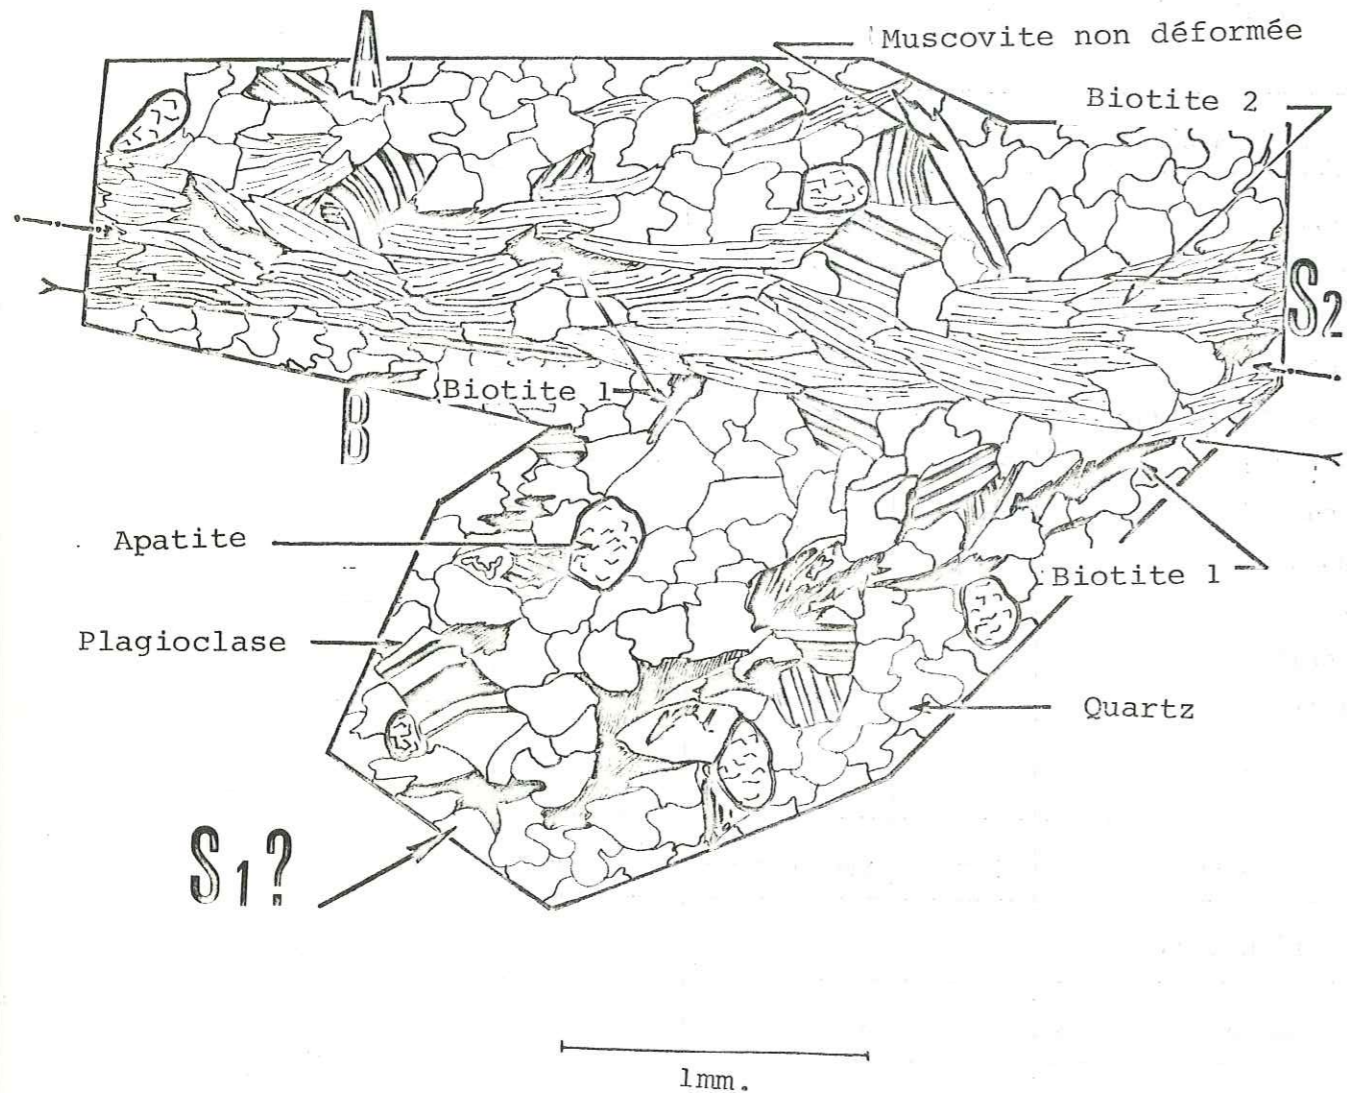 A
Muscovite non déformée
Biotite 2
S2
Biotite 1
B
Apatite
Biotite 1
Plagioclase
Quartz
S1?
1mm.